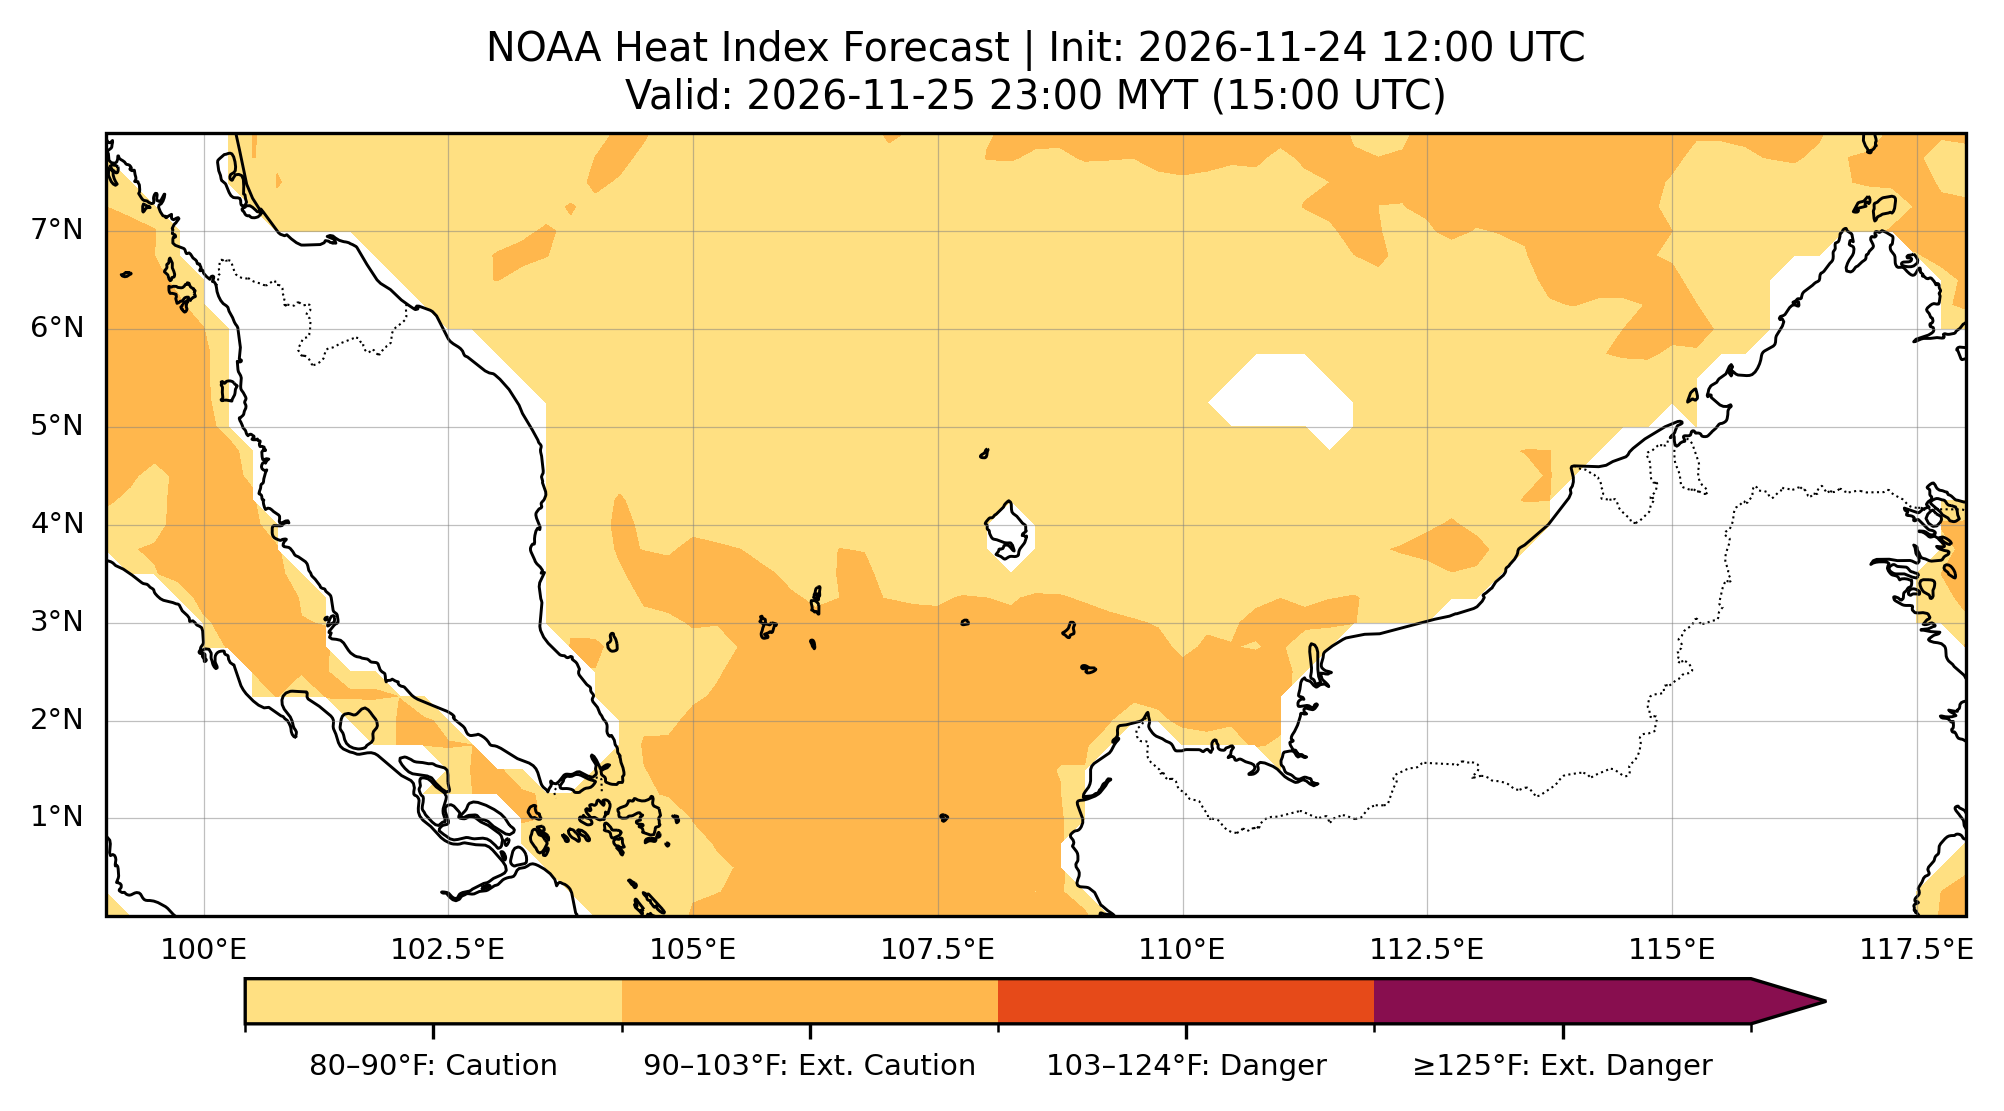 NOAA Heat Index Forecast | Init: 2026-11-24 12:00 UTC
Valid: 2026-11-25 23:00 MYT (15:00 UTC)
7°N
6°N
5°N
4°N
3°N
2°N
1°N
100°E
102.5°E
105°E
107.5°E
110°E
112.5°E
115°E
117.5°E
80–90°F: Caution
90–103°F: Ext. Caution
103–124°F: Danger
≥125°F: Ext. Danger